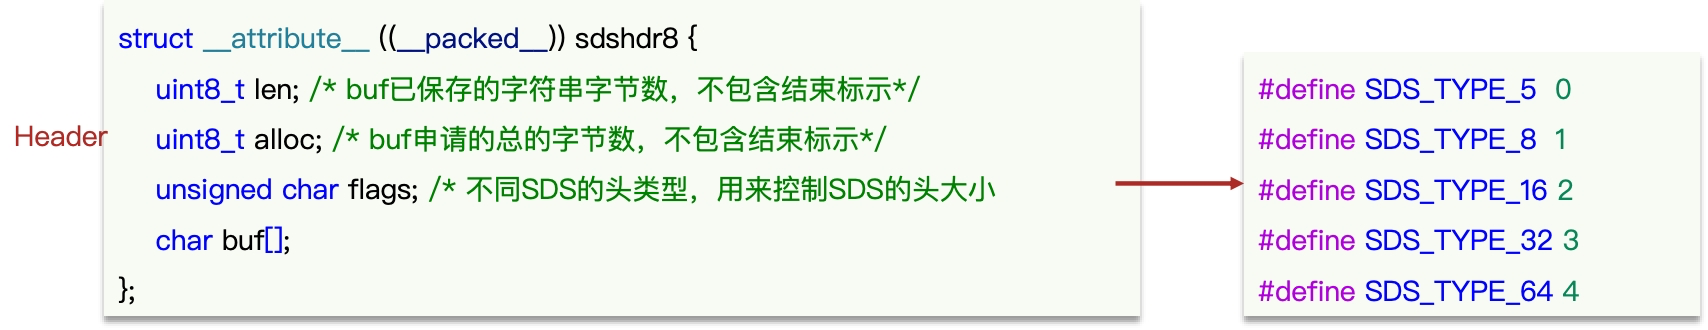 struct __attribute__ ((__packed__)) sdshdr8 {
uint8_t len; /* buf已保存的字符串字节数，不包含结束标示*/
Header
uint8_t alloc; /* buf申请的总的字节数，不包含结束标示*/
unsigned char flags; /* 不同SDS的头类型，用来控制SDS的头大小
char buf[];
};
#define SDS_TYPE_5 0
#define SDS_TYPE_8 1
#define SDS_TYPE_16 2
#define SDS_TYPE_32 3
#define SDS_TYPE_64 4